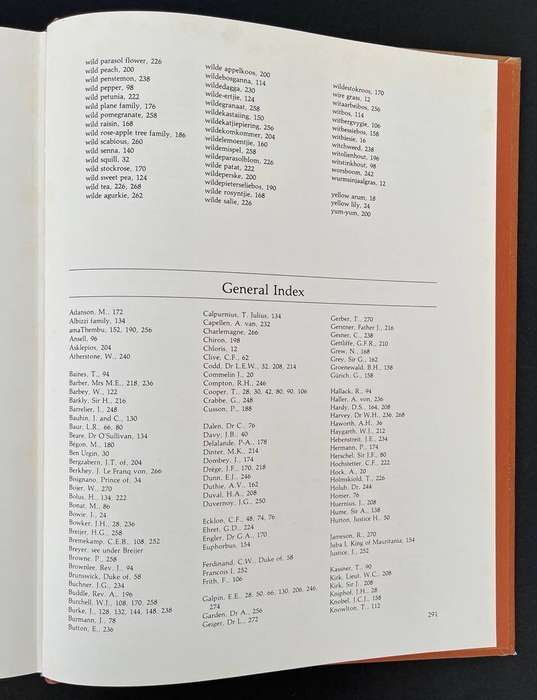 wild parasol flower, 226
wild peach, 200
wild penstemon, 238
wild pepper, 98
wild petunia, 222
wild plane family, 176
wild pomegranate, 258
wild raisin, 168
wild rose-apple tree family, 186
wild scabious, 260
wild senna, 140
wild squill, 32
wild stockrose, 170
wild sweet pea, 124
wild tea, 226, 268
wilde agurkie, 262
wilde appelkoos, 200
wildebosganna, 114
wildedagga, 230
wilde-ertjie, 124
wildegranaat, 258
wildekastaiing, 150
wildekatjiepiering, 256
wildekomkommer, 204
wildelemoentjie, 160
wildemispel, 258
wildeparasolblom, 226
wilde patat, 222
wildeperske, 200
wildepieterseliebos, 190
wilde rosyntjie, 168
wilde salie, 226
wildestokroos, 170
wire grass, 12
witaarbeibos, 256
witbos, 114
witbergvygie, 106
witbessiebos, 158
witbiesie, 16
witchweed, 238
witolienhout, 196
witstinkhout, 98
worsboom, 242
wurmsinjaalgras, 12
yellow arum, 18
yellow lily, 24
yum-yum, 200
General Index
Adanson, M., 172
Albizzi family, 134
amaThembu, 152, 190, 256
Ansell, 96
Asklepios, 204
Atherstone, W., 240
Baines, T., 94
Barber, Mrs M.E., 218, 236
Barbey, W., 122
Barkly, Sir H., 216
Barrelier, J., 248
Bauhin, J. and C., 130
Baur, L.R., 66, 80
Beare, Dr O'Sullivan, 134
Bégon, M., 180
Ben Urgin, 30
Bergzabern, J.T. of, 204
Berkhey, J. Le Franq von, 266
Boignano, Prince of, 34
Bojer, W., 270
Bolus, H., 134, 222
Bonat, M., 86
Bowie, J., 24
Bowker, J.H., 28, 236
Breijer, H.G., 258
Bremekamp, C.E.B., 108, 252
Breyer, see under Breijer
Browne, P., 258
Brownlee, Rev. J., 94
Brunswick, Duke of, 58
Buchner, J.G., 234
Buddle, Rev. A., 196
Burchell, W.J., 108, 170, 258
Burke, J., 128, 132, 144, 148, 238
Burmann, J., 78
Button, E., 236
Calpurnius, T. Julius, 134
Capellen, A. van, 232
Charlemagne, 266
Chiron, 198
Chloris, 12
Clive, C.F., 62
Codd, Dr L.E.W., 32, 208, 214
Commelin J., 20
Compton, R.H., 246
Cooper, T., 28, 30, 42, 80, 90, 106
Crabbe, G., 248
Cusson, P., 188
Dalen, Dr C., 76
Davy, J.B., 40
Delalande, P-A., 178
Dinter, M.K., 214
Dombey, J., 174
Drège, J.F., 170, 218
Dunn, E.J., 246
Duthie, A.V., 162
Duval, H.A., 208
Duvernoy, J.G., 250
Ecklon, C.F., 48, 74, 76
Ehret, G.D., 224
Engler, Dr G.A., 170
Euphorbus, 154
Ferdinand, C.W., Duke of, 58
Francois I, 252
Frith, F., 106
Galpin, E.E., 28, 50, 66, 130, 206, 246,
274
Garden, Dr A., 256
Geiger, Dr L., 272
Gerber, T., 270
Gerstner, Father J., 216
Gesner, C., 238
Getliffe, G.F.R., 210
Grew, N., 168
Grey, Sir G., 162
Groenewald, B.H., 138
Gürich, G., 158
Hallack, R., 94
Haller, A. von, 236
Hardy, D.S., 164, 208
Harvey, Dr W.H., 236, 268
Haworth, A.H., 36
Haygarth, W.J., 212
Hebenstreit, J.E., 234
Hermann, P., 174
Herschel, Sir J.F., 80
Hochstetter, C.F., 222
Hock, A., 20
Holmskiold, T., 226
Holub, Dr, 244
Homer, 76
Huernius, J., 208
Hume, Sir A., 138
Hutton, Justice H., 50
Jameson, R., 270
Juba I, King of Mauritania, 154
Justice, J., 252
Kassner, T., 90
Kirk, Lieut. W.C., 208
Kirk, Sir J., 208
Kniphof, J.H., 28
Knobel, J.C.J., 158
Knowlton, T., 112
291